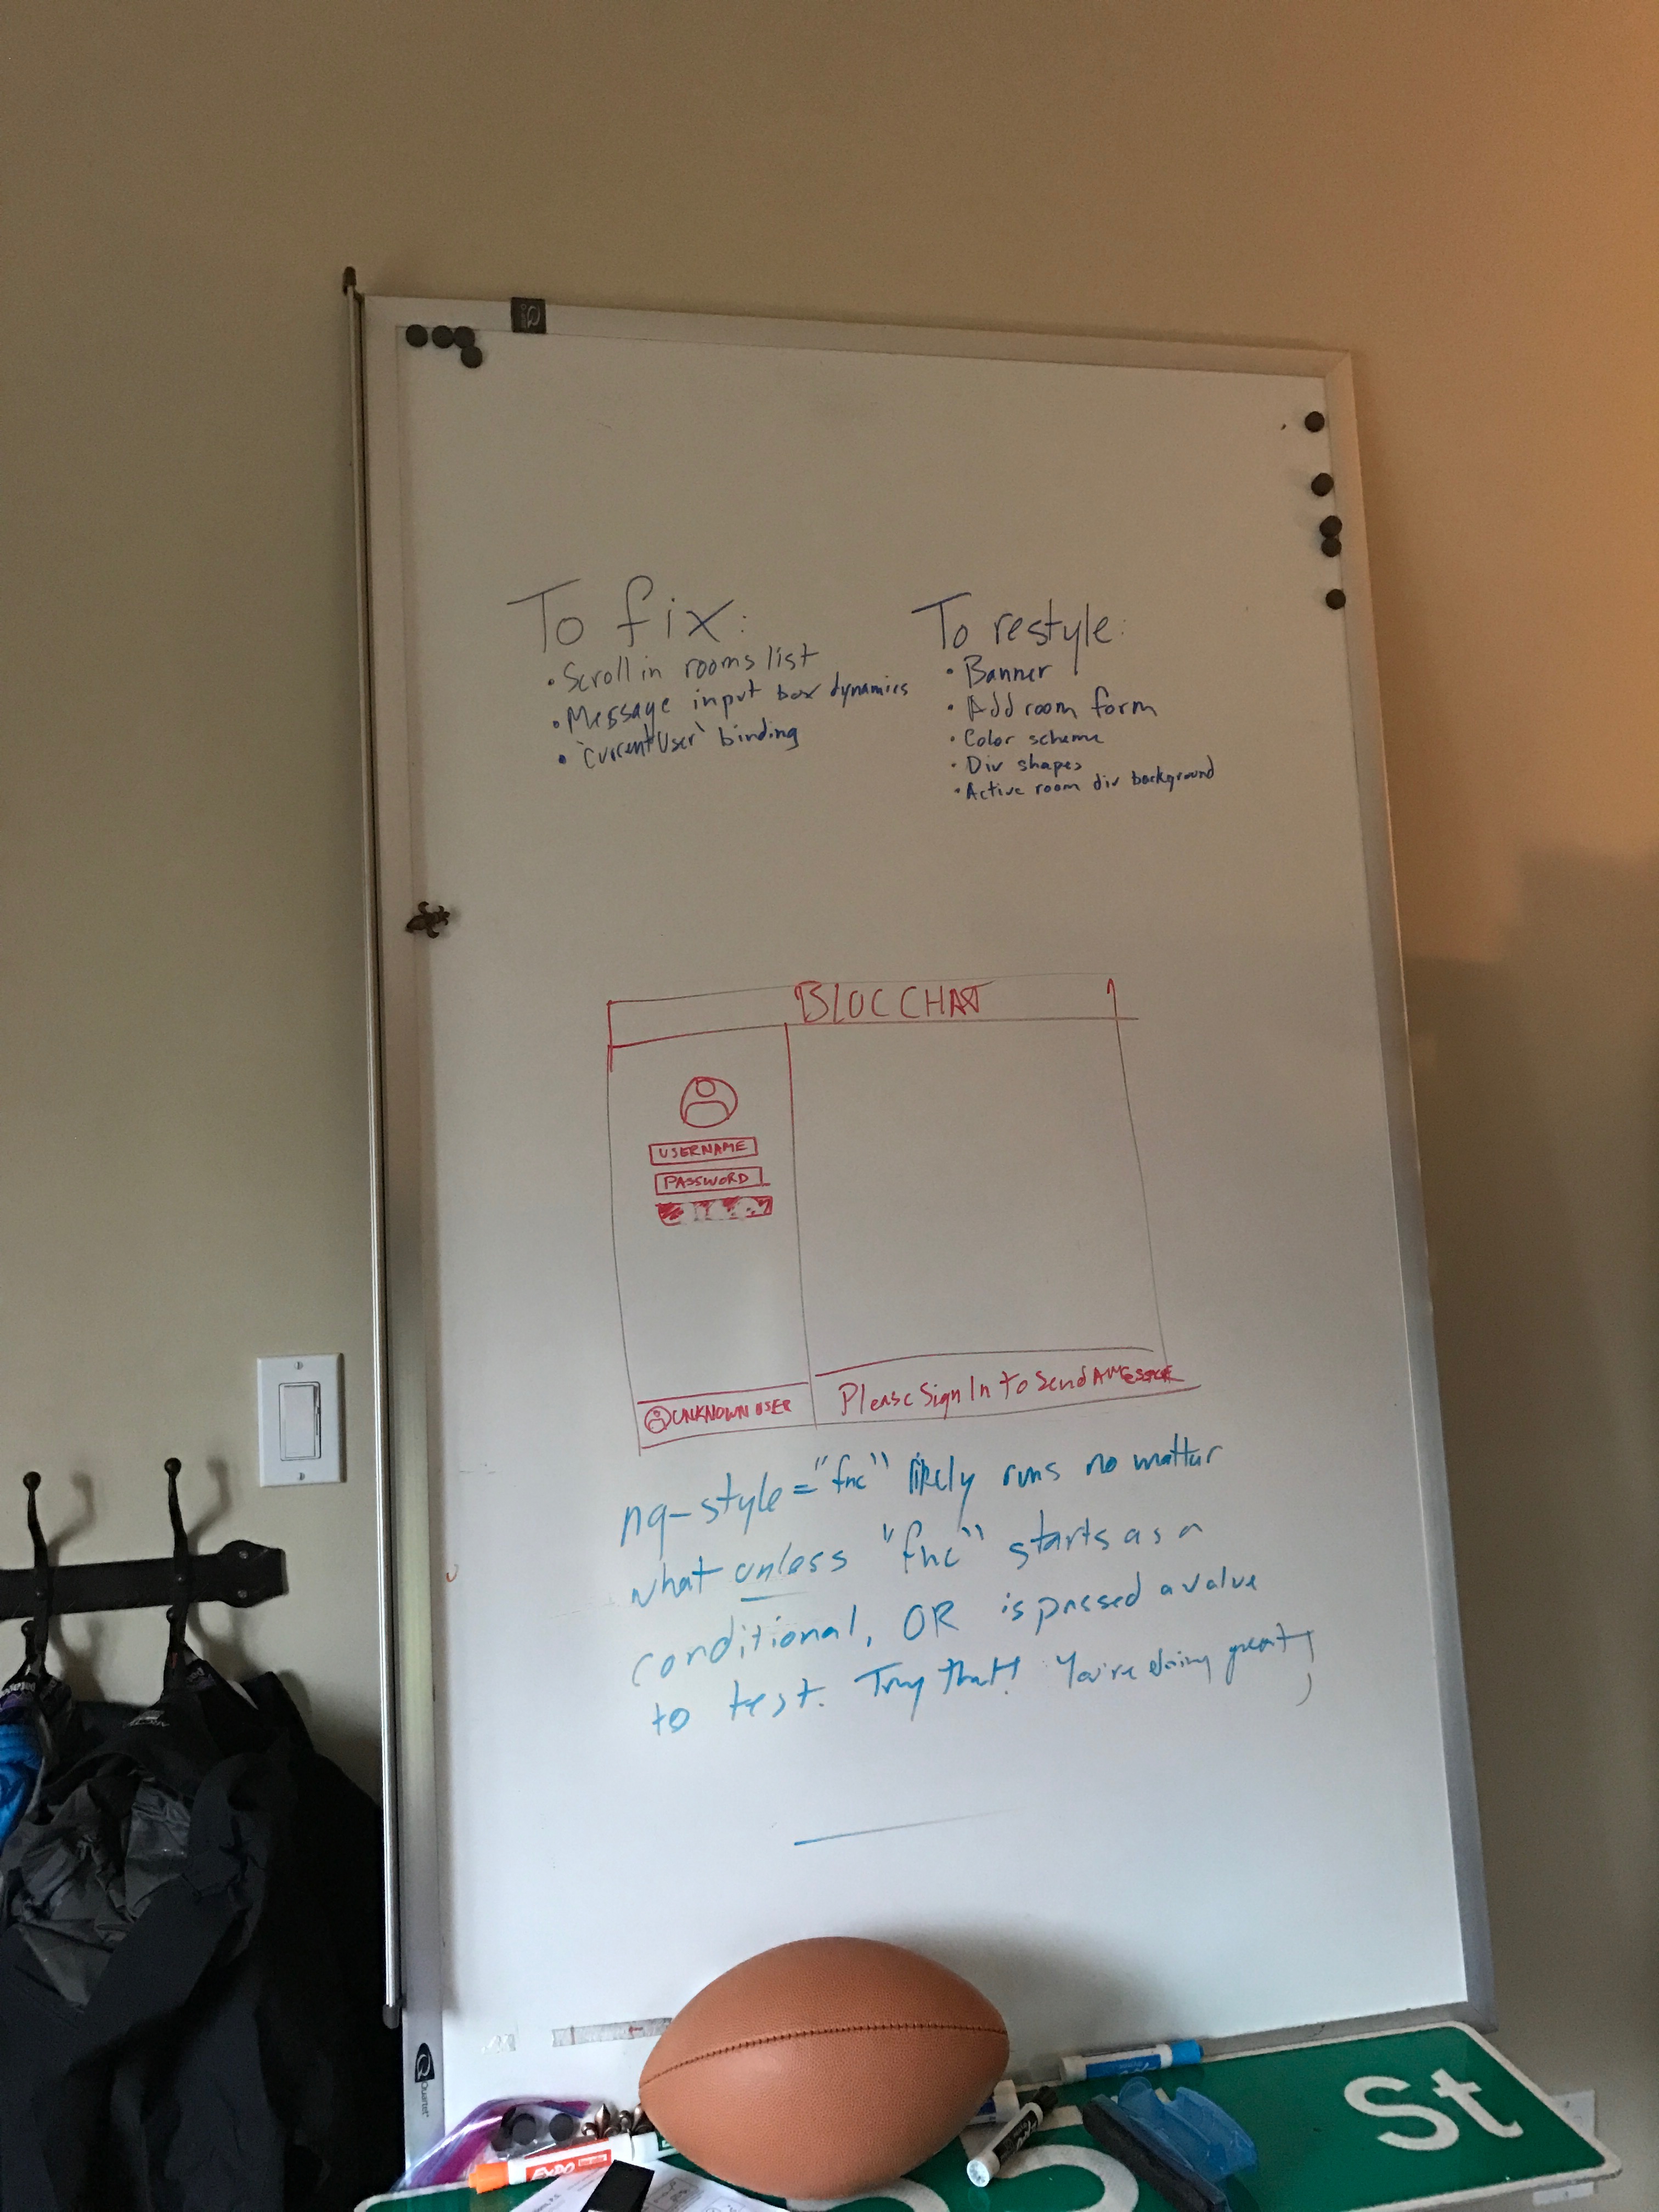 To fix:
• Scroll in rooms list
• Message input box dynamics
• `currentUser` binding
To restyle:
• Banner
• Add room form
• Color scheme
• Div shapes
• Active room div background
BLOC CHAT
USERNAME
PASSWORD
UNKNOWN USER
Please Sign In to Send A MESSAGE
ng-style="fnc" likely runs no matter
what unless "fnc" starts as a
conditional, OR is passed a value
to test. Try that! You're doing great!
Quartet
EXPO
St